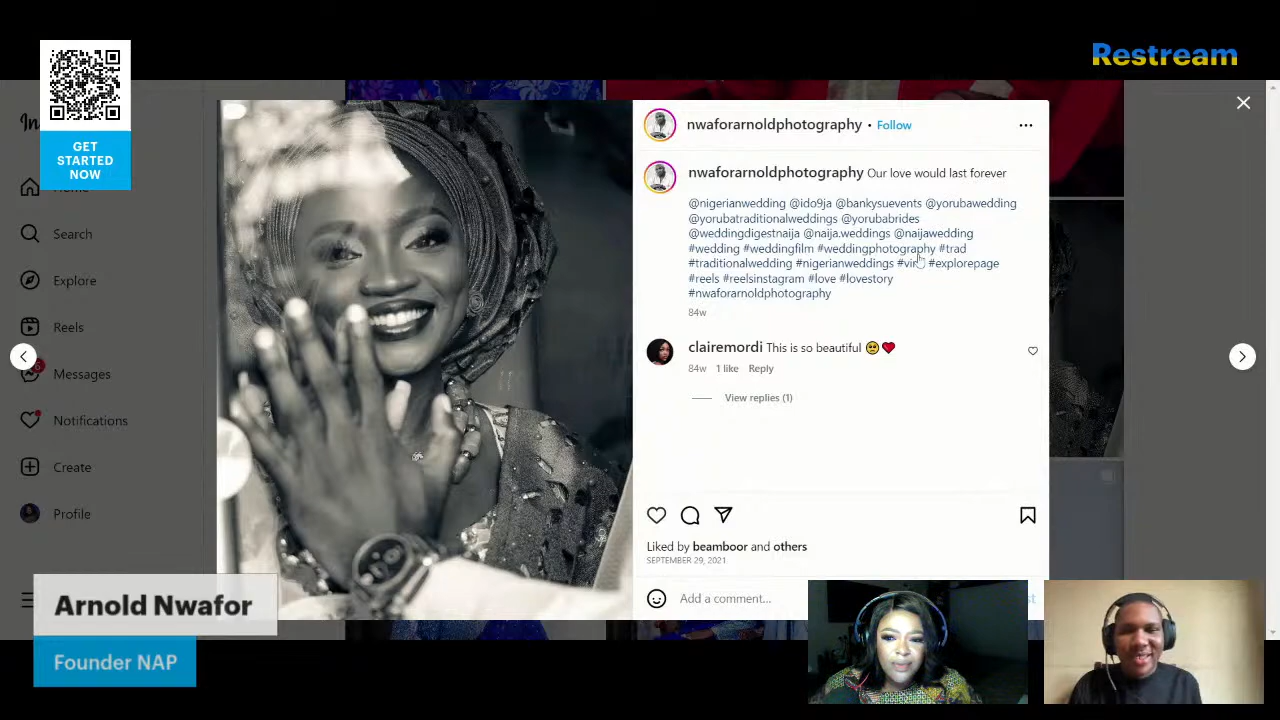 Restream
GET
STARTED
NOW
Search
Explore
Reels
Messages
Notifications
Create
Profile
nwaforarnoldphotography • Follow
nwaforarnoldphotography Our love would last forever
@nigerianwedding @ido9ja @bankysuevents @yorubawedding
@yorubatraditionalweddings @yorubabrides
@weddingdigestnaija @naija.weddings @naijawedding
#wedding #weddingfilm #weddingphotography #trad
#traditionalwedding #nigerianweddings #explorepage
#reels #reelsinstagram #love #lovestory
#nwaforarnoldphotography
84w
clairemordi This is so beautiful 🥺❤️
84w 1 like Reply
View replies (1)
Liked by beamboor and others
SEPTEMBER 29, 2021
Add a comment...
Arnold Nwafor
Founder NAP